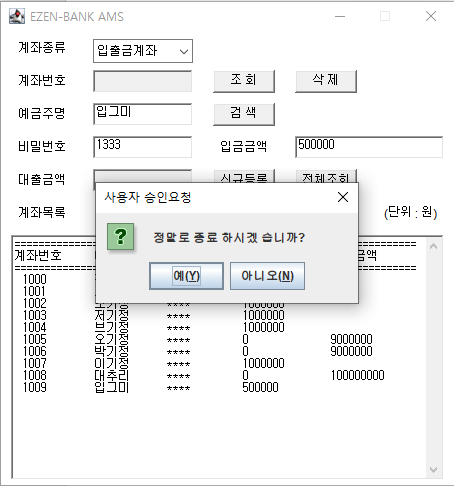 EZEN-BANK AMS
계좌종류 입출금계좌
계좌번호 조 회 삭 제
예금주명 입그미 검 색
비밀번호 1333 입금금액 500000
대출금액 신규등록 전체조회
계좌목록 (단위 : 원)
사용자 승인요청
정말로 종료 하시겟 습니까?
예(Y) 아니오(N)
========================================
계좌번호 금액
========================================
1000
1001
1002 **** 1000000
1003 저기정 **** 1000000
1004 브기정 **** 1000000
1005 오기정 **** 0 9000000
1006 박기정 **** 0 9000000
1007 이기정 **** 1000000
1008 대추리 **** 0 100000000
1009 입그미 **** 500000